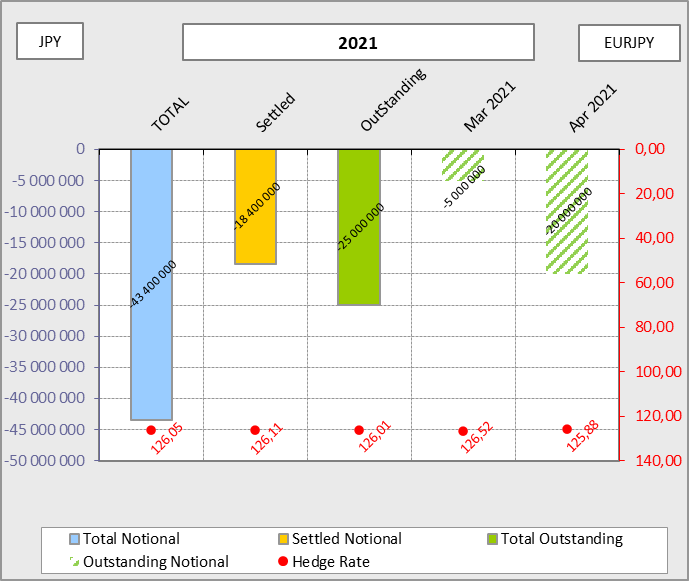 JPY
2021
EURJPY
TOTAL
Settled
OutStanding
Mar 2021
Apr 2021
0
-5 000 000
-10 000 000
-15 000 000
-20 000 000
-25 000 000
-30 000 000
-35 000 000
-40 000 000
-45 000 000
-50 000 000
-43 400 000
-18 400 000
-25 000 000
-5 000 000
-20 000 000
126,05
126,11
126,01
126,52
125,88
0,00
20,00
40,00
60,00
80,00
100,00
120,00
140,00
Total Notional
Settled Notional
Total Outstanding
Outstanding Notional
Hedge Rate